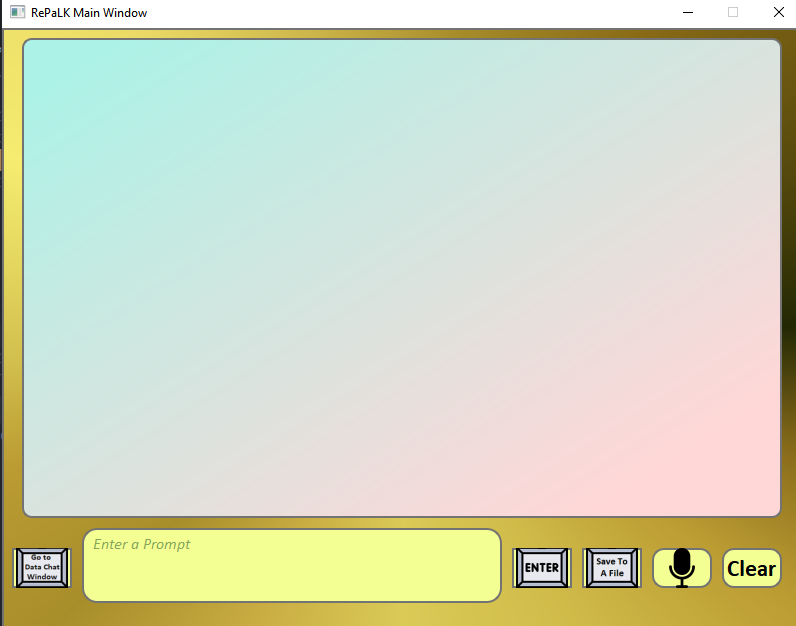 RePaLK Main Window
Go to
Data Chat
Window
Enter a Prompt
ENTER
Save To
A File
Clear